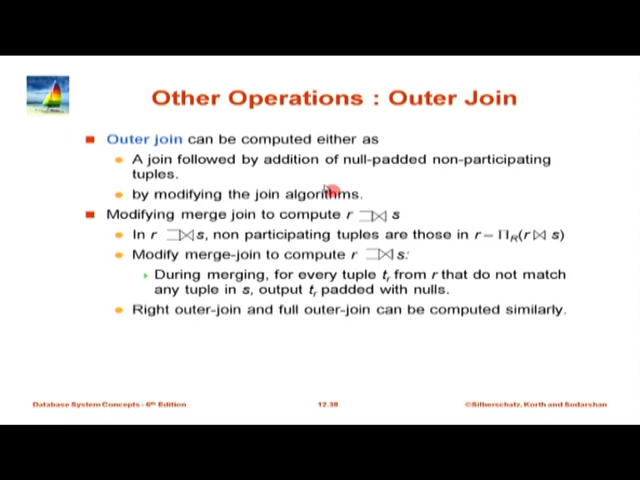 Other Operations : Outer Join
Outer join can be computed either as
A join followed by addition of null-padded non-participating
tuples.
by modifying the join algorithms.
Modifying merge join to compute r ⟕ s
In r ⟕ s, non participating tuples are those in r – ΠR(r ⋈ s)
Modify merge-join to compute r ⟕ s:
During merging, for every tuple tr from r that do not match
any tuple in s, output tr padded with nulls.
Right outer-join and full outer-join can be computed similarly.
Database System Concepts - 6th Edition
12.38
©Silberschatz, Korth and Sudarshan